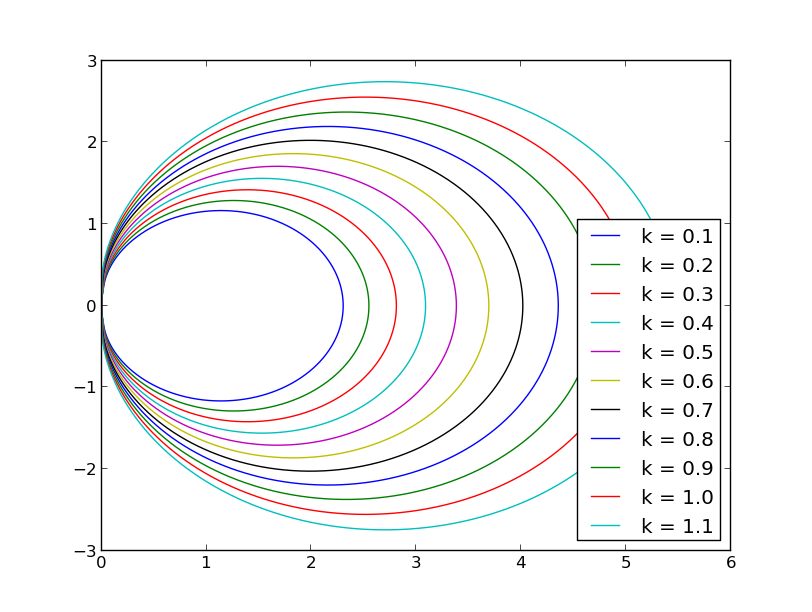 3
2
1
0
−1
−2
−3
0 1 2 3 4 5 6
k = 0.1
k = 0.2
k = 0.3
k = 0.4
k = 0.5
k = 0.6
k = 0.7
k = 0.8
k = 0.9
k = 1.0
k = 1.1